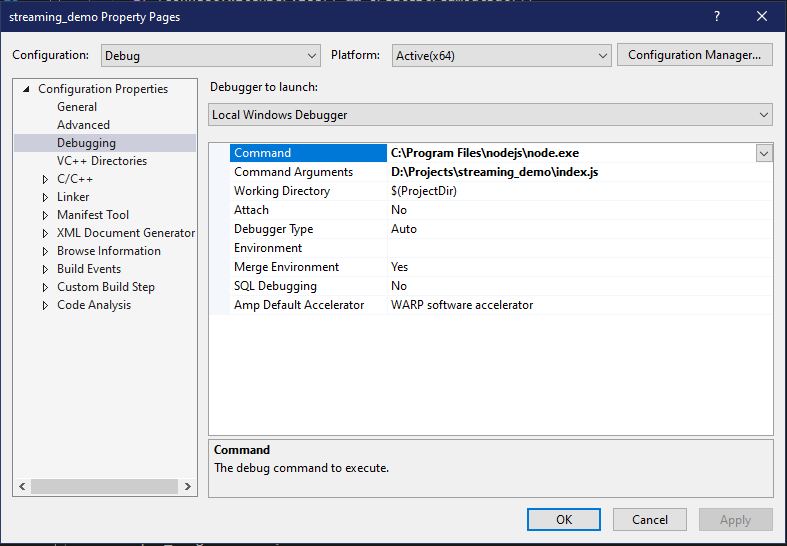 streaming_demo Property Pages
?
Configuration: Debug Platform: Active(x64) Configuration Manager...
Configuration Properties
General
Advanced
Debugging
VC++ Directories
C/C++
Linker
Manifest Tool
XML Document Generator
Browse Information
Build Events
Custom Build Step
Code Analysis
Debugger to launch:
Local Windows Debugger
Command C:\Program Files\nodejs\node.exe
Command Arguments D:\Projects\streaming_demo\index.js
Working Directory $(ProjectDir)
Attach No
Debugger Type Auto
Environment
Merge Environment Yes
SQL Debugging No
Amp Default Accelerator WARP software accelerator
Command
The debug command to execute.
OK Cancel Apply